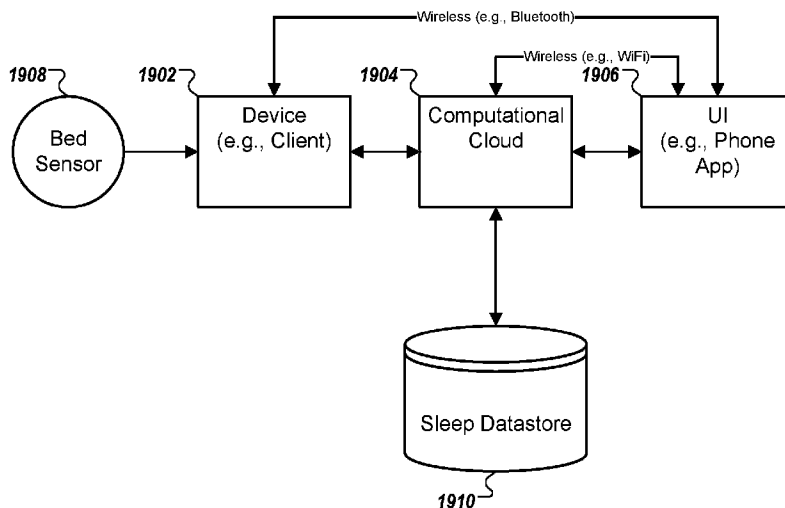 Wireless (e.g., Bluetooth)
Wireless (e.g., WiFi)
1908
1902
1904
1906
Bed
Sensor
Device
(e.g., Client)
Computational
Cloud
UI
(e.g., Phone
App)
Sleep Datastore
1910